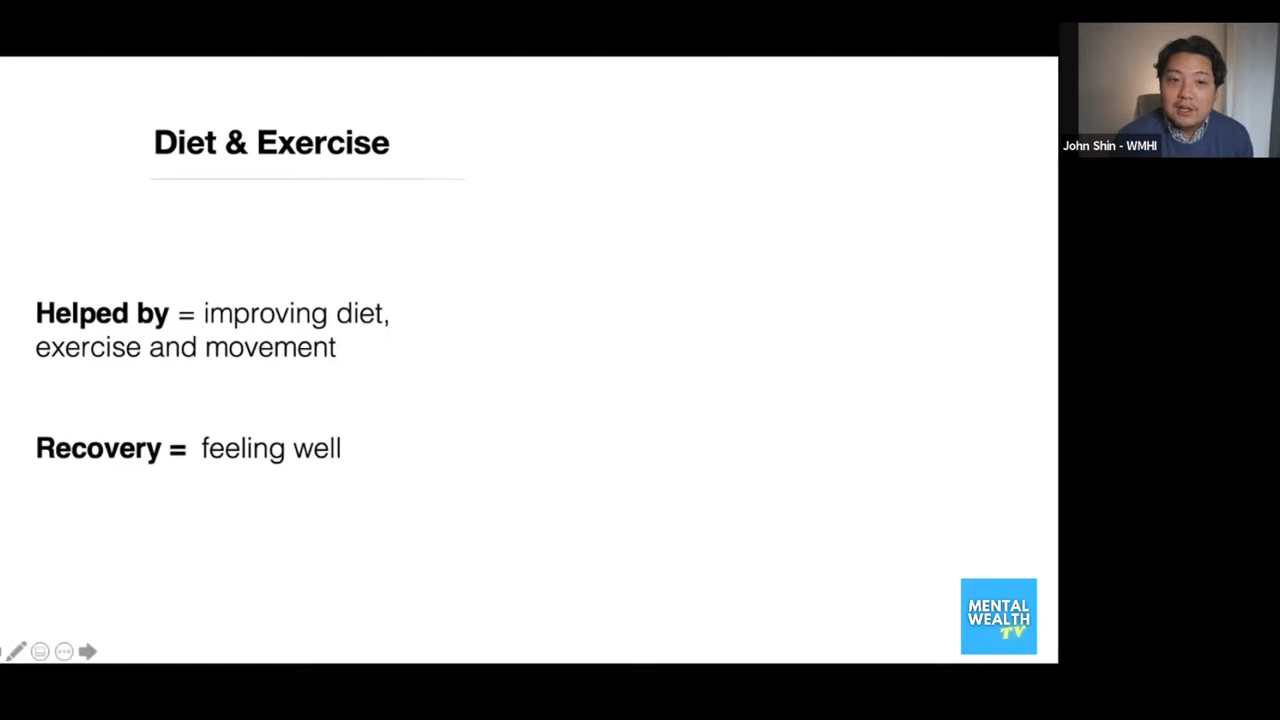 Diet & Exercise
Helped by = improving diet,
exercise and movement
Recovery = feeling well
MENTAL
WEALTH
TV
John Shin - WMHI